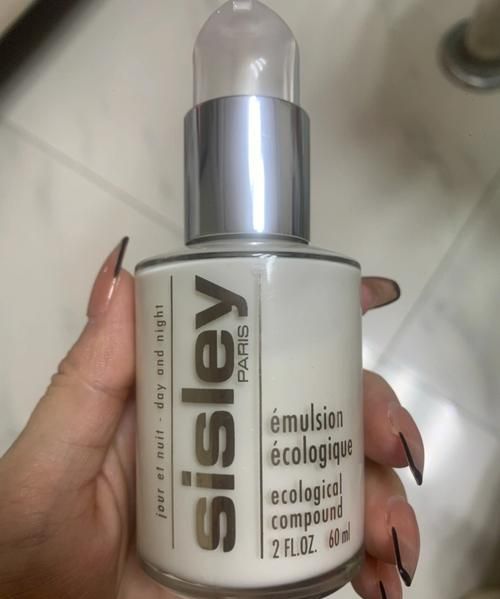 jour et nuit - day and night
sisley
PARIS
émulsion
écologique
ecological
compound
2 FL.OZ. 60 ml